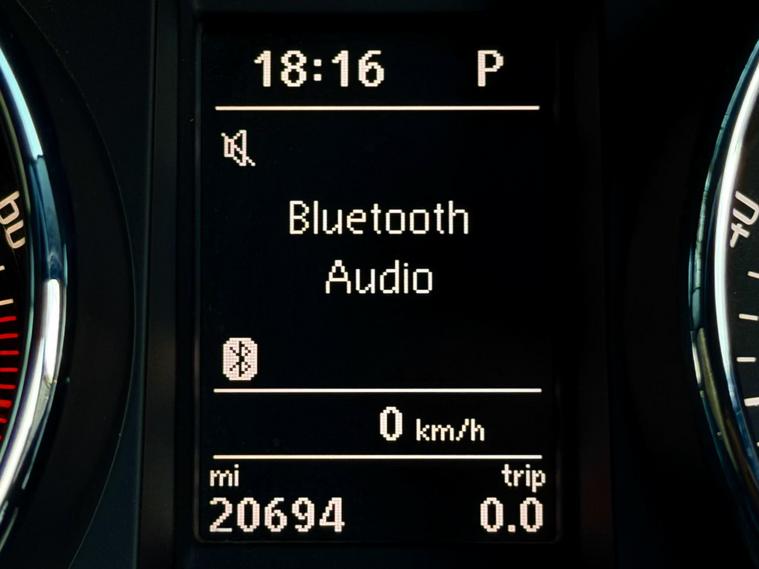 18:16 P
Bluetooth
Audio
0 km/h
mi trip
20694 0.0